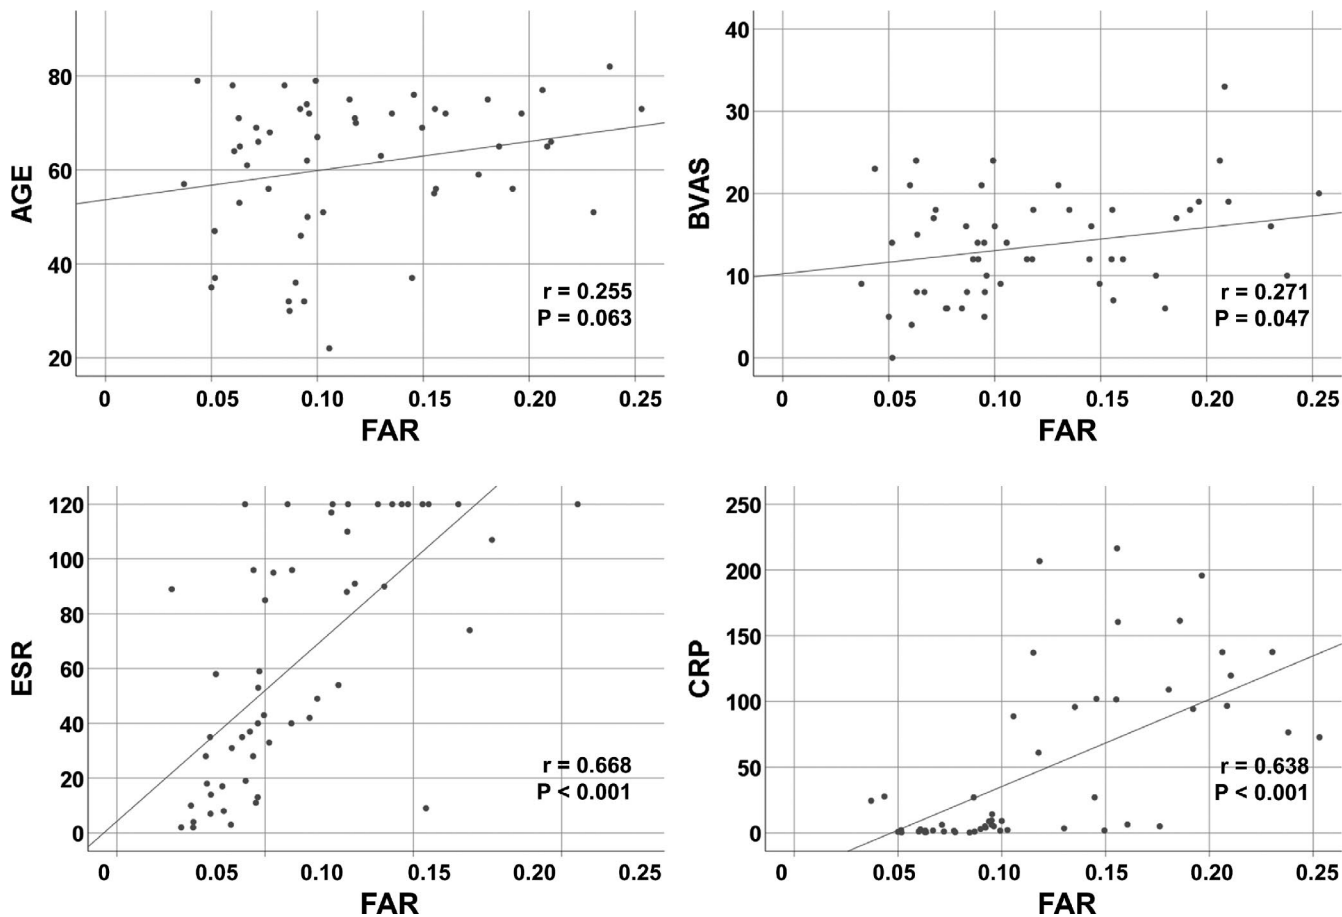 AGE
80
60
40
20
r = 0.255
P = 0.063
0 0.05 0.10 0.15 0.20 0.25
FAR
BVAS
40
30
20
10
0
r = 0.271
P = 0.047
0 0.05 0.10 0.15 0.20 0.25
FAR
ESR
120
100
80
60
40
20
0
r = 0.668
P < 0.001
0 0.05 0.10 0.15 0.20 0.25
FAR
CRP
250
200
150
100
50
0
r = 0.638
P < 0.001
0 0.05 0.10 0.15 0.20 0.25
FAR